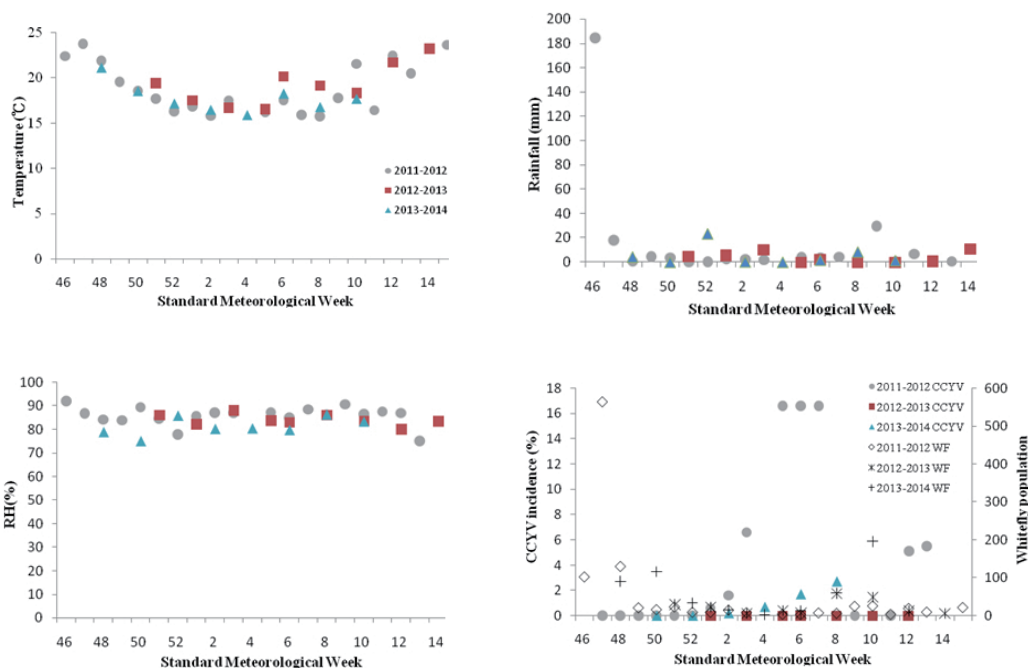 25
20
15
10
5
0
Temperature (℃)
2011-2012
2012-2013
2013-2014
46 48 50 52 2 4 6 8 10 12 14
Standard Meteorological Week
200
180
160
140
120
100
80
60
40
20
0
Rainfall (mm)
46 48 50 52 2 4 6 8 10 12 14
Standard Meteorological Week
100
90
80
70
60
50
40
30
20
10
0
RH(%)
46 48 50 52 2 4 6 8 10 12 14
Standard Meteorological Week
18
16
14
12
10
8
6
4
2
0
CCYV incidence (%)
2011-2012 CCYV
2012-2013 CCYV
2013-2014 CCYV
2011-2012 WF
2012-2013 WF
2013-2014 WF
600
500
400
300
200
100
0
Whitefly population
46 48 50 52 2 4 6 8 10 12 14
Standard Meteorological Week